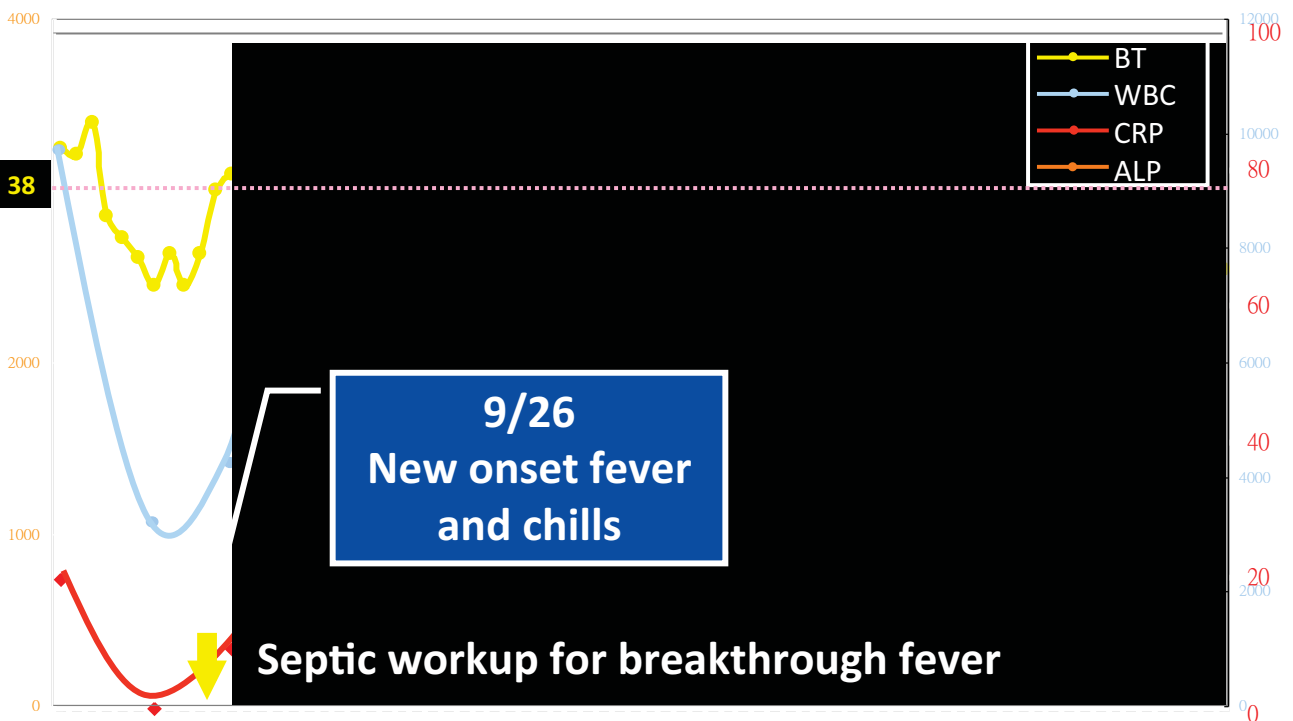 4000
2000
1000
0
38
12000
10000
8000
6000
4000
2000
0
100
80
60
40
20
0
BT
WBC
CRP
ALP
9/26
New onset fever
and chills
Septic workup for breakthrough fever